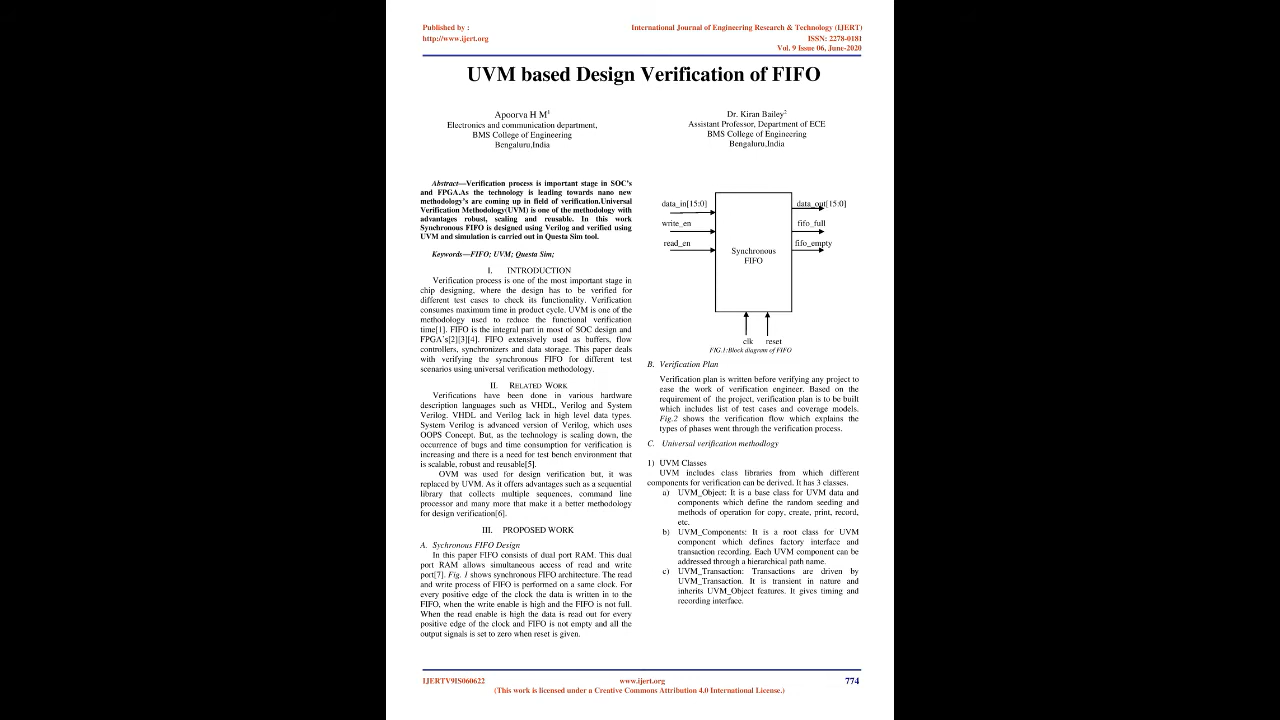 Published by :
http://www.ijert.org
International Journal of Engineering Research & Technology (IJERT)
ISSN: 2278-0181
Vol. 9 Issue 06, June-2020
UVM based Design Verification of FIFO
Apoorva H M1
Electronics and communication department,
BMS College of Engineering
Bengaluru,India
Dr. Kiran Bailey2
Assistant Professor, Department of ECE
BMS College of Engineering
Bengaluru,India
Abstract—Verification process is important stage in SOC's
and FPGA.As the technology is leading towards nano new
methodology's are coming up in field of verification.Universal
Verification Methodology(UVM) is one of the methodology with
advantages robust, scaling and reusable. In this work
Synchronous FIFO is designed using Verilog and verified using
UVM and simulation is carried out in Questa Sim tool.
Keywords—FIFO; UVM; Questa Sim;
I. INTRODUCTION
Verification process is one of the most important stage in
chip designing, where the design has to be verified for
different test cases to check its functionality. Verification
consumes maximum time in product cycle. UVM is one of the
methodology used to reduce the functional verification
time[1]. FIFO is the integral part in most of SOC design and
FPGA's[2][3][4]. FIFO extensively used as buffers, flow
controllers, synchronizers and data storage. This paper deals
with verifying the synchronous FIFO for different test
scenarios using universal verification methodology.
II. RELATED WORK
Verifications have been done in various hardware
description languages such as VHDL, Verilog and System
Verilog. VHDL and Verilog lack in high level data types.
System Verilog is advanced version of Verilog, which uses
OOPS Concept. But, as the technology is scaling down, the
occurrence of bugs and time consumption for verification is
increasing and there is a need for test bench environment that
is scalable, robust and reusable[5].
OVM was used for design verification but, it was
replaced by UVM. As it offers advantages such as a sequential
library that collects multiple sequences, command line
processor and many more that make it a better methodology
for design verification[6].
III. PROPOSED WORK
A. Sychronous FIFO Design
In this paper FIFO consists of dual port RAM. This dual
port RAM allows simultaneous access of read and write
port[7]. Fig. 1 shows synchronous FIFO architecture. The read
and write process of FIFO is performed on a same clock. For
every positive edge of the clock the data is written in to the
FIFO, when the write enable is high and the FIFO is not full.
When the read enable is high the data is read out for every
positive edge of the clock and FIFO is not empty and all the
output signals is set to zero when reset is given.
data_in[15:0]
write_en
read_en
Synchronous
FIFO
data_out[15:0]
fifo_full
fifo_empty
clk reset
FIG.1:Block diagram of FIFO
B. Verification Plan
Verification plan is written before verifying any project to
ease the work of verification engineer. Based on the
requirement of the project, verification plan is to be built
which includes list of test cases and coverage models.
Fig.2 shows the verification flow which explains the
types of phases went through the verification process.
C. Universal verification methadlogy
1) UVM Classes
UVM includes class libraries from which different
components for verification can be derived. It has 3 classes.
a) UVM_Object: It is a base class for UVM data and
components which define the random seeding and
methods of operation for copy, create, print, record,
etc.
b) UVM_Components: It is a root class for UVM
component which defines factory interface and
transaction recording. Each UVM component can be
addressed through a hierarchical path name.
c) UVM_Transaction: Transactions are driven by
UVM_Transaction. It is transient in nature and
inherits UVM_Object features. It gives timing and
recording interface.
IJERTV9IS060622
www.ijert.org
774
(This work is licensed under a Creative Commons Attribution 4.0 International License.)